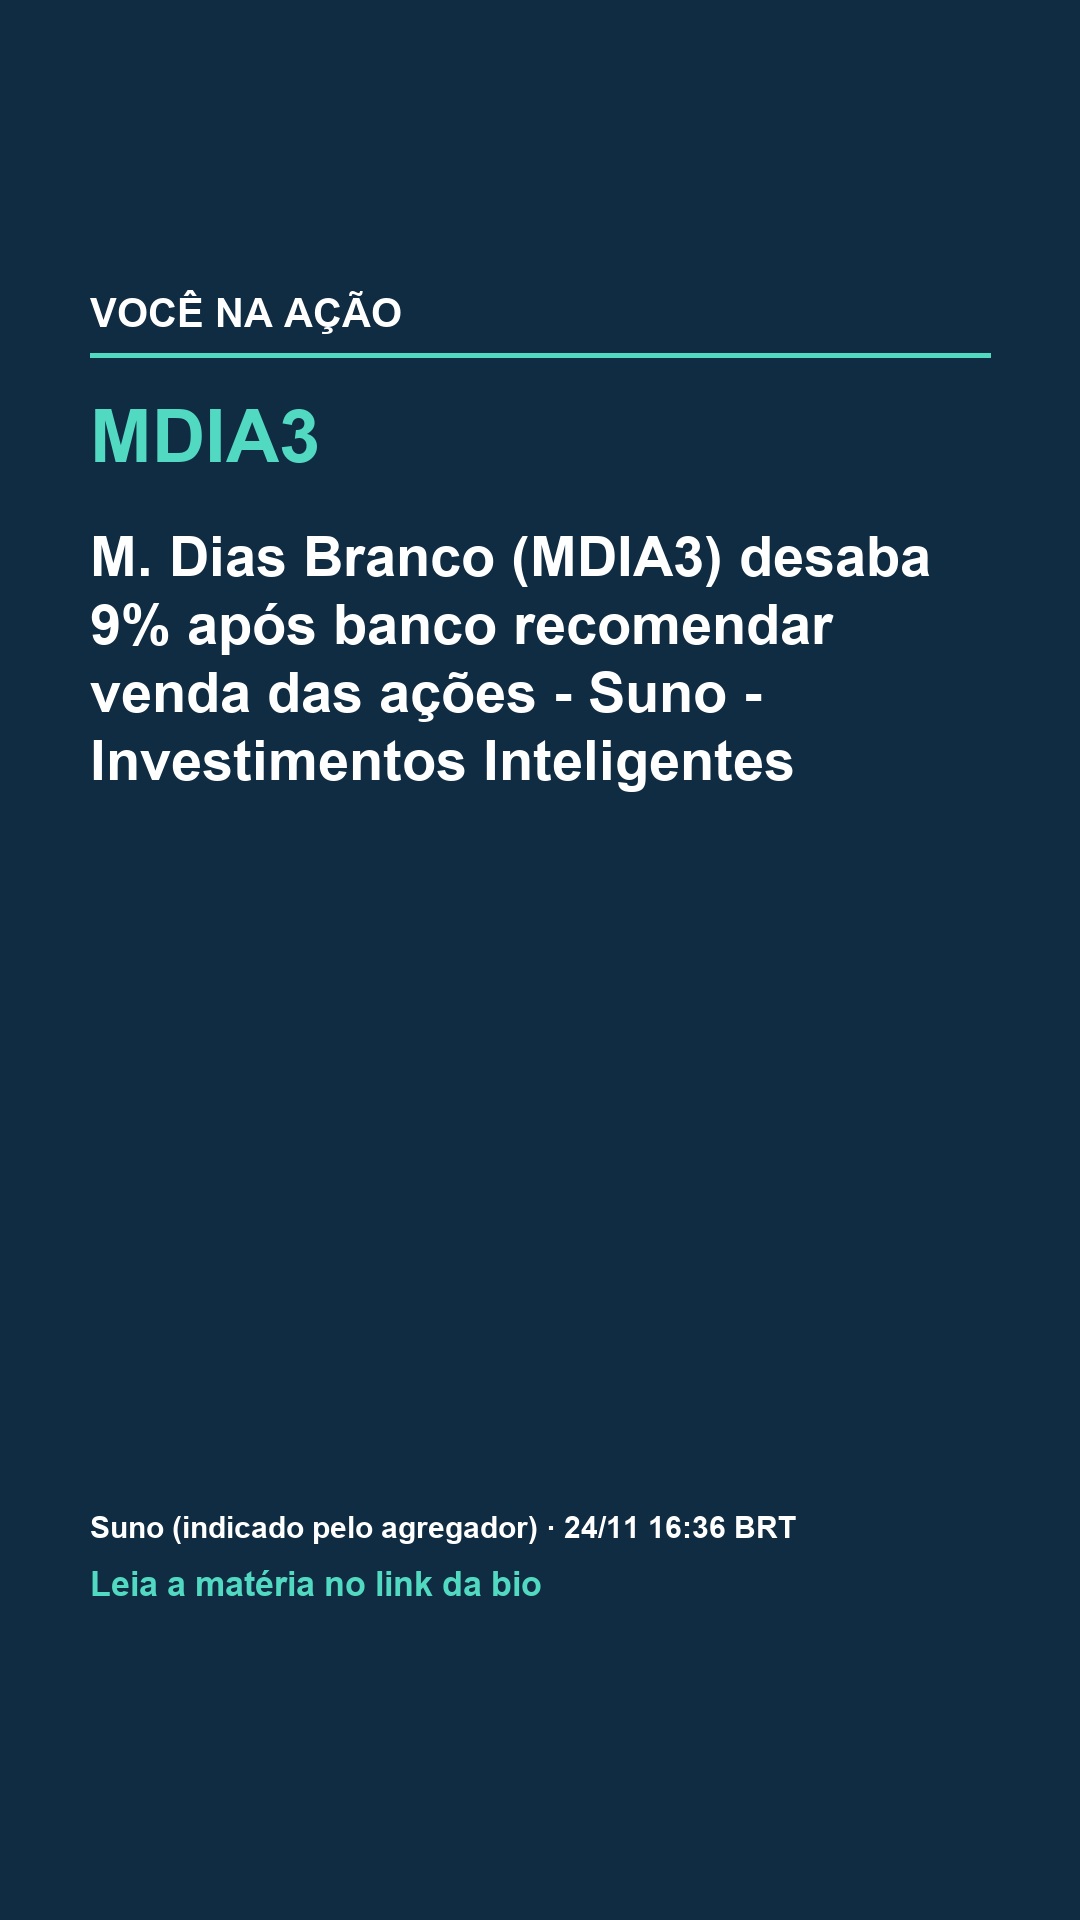 VOCÊ NA AÇÃO
MDIA3
M. Dias Branco (MDIA3) desaba
9% após banco recomendar
venda das ações - Suno -
Investimentos Inteligentes
Suno (indicado pelo agregador) · 24/11 16:36 BRT
Leia a matéria no link da bio